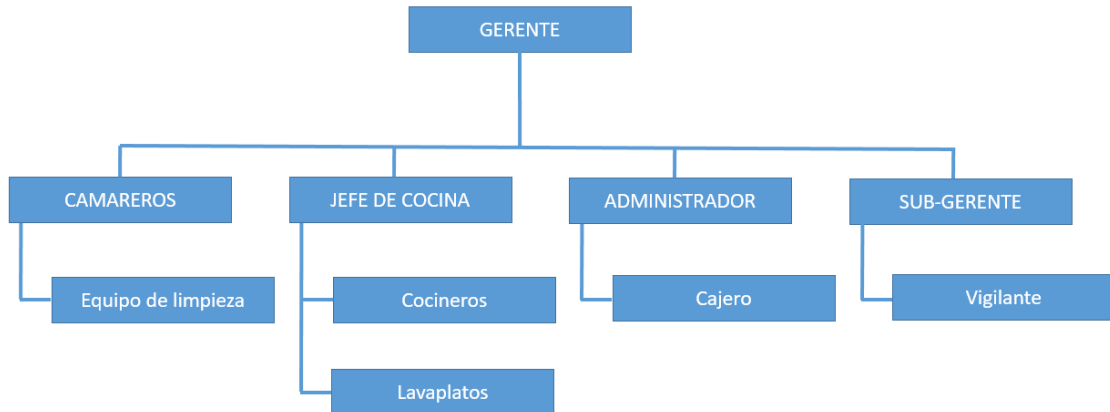 GERENTE
CAMAREROS
JEFE DE COCINA
ADMINISTRADOR
SUB-GERENTE
Equipo de limpieza
Cocineros
Cajero
Vigilante
Lavaplatos